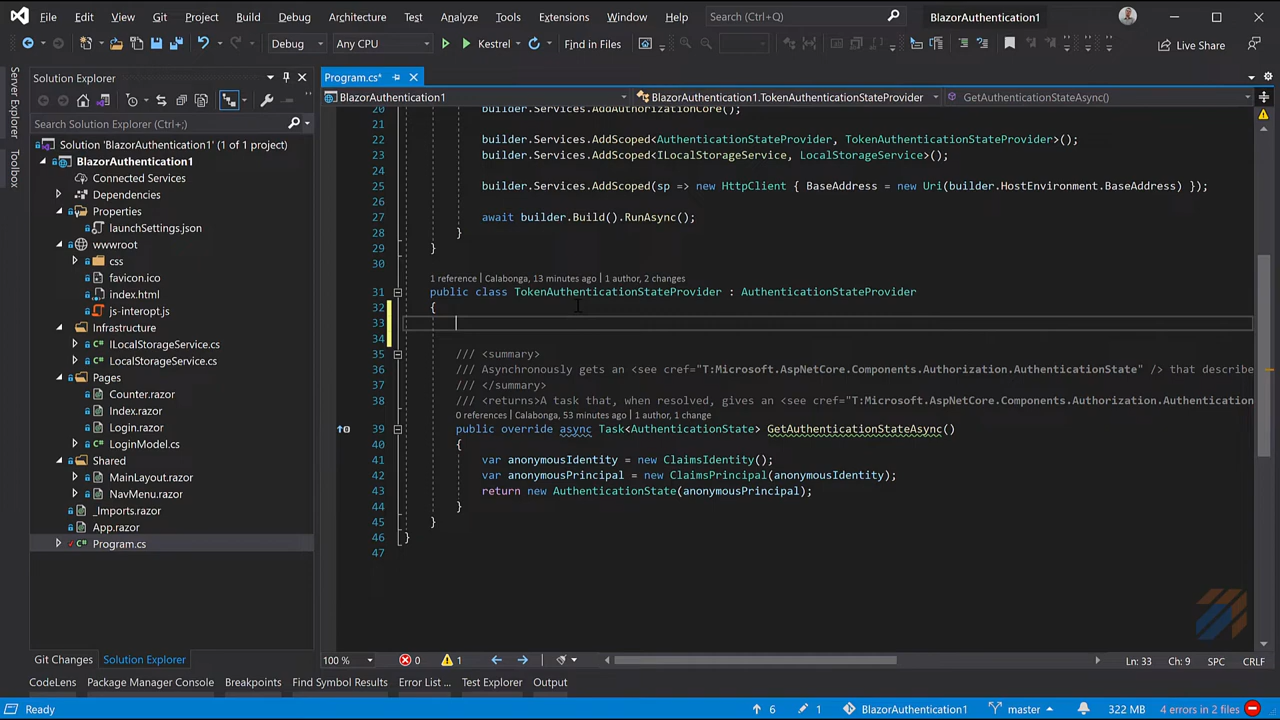 File Edit View Git Project Blazor Build Debug Architecture Test Analyze Tools Extensions Window Help Search (Ctrl+Q) BlazorAuthentication1
Debug Any CPU Kestrel Find in Files Live Share
Server Explorer
Toolbox
Solution Explorer
Search Solution Explorer (Ctrl+;)
Solution 'BlazorAuthentication1' (1 of 1 project)
BlazorAuthentication1
Connected Services
Dependencies
Properties
launchSettings.json
wwwroot
css
favicon.ico
index.html
js-interopt.js
Infrastructure
ILocalStorageService.cs
LocalStorageService.cs
Pages
Counter.razor
Index.razor
Login.razor
LoginModel.cs
Shared
MainLayout.razor
NavMenu.razor
_Imports.razor
App.razor
Program.cs
Git Changes Solution Explorer
Program.cs*
BlazorAuthentication1 BlazorAuthentication1.TokenAuthenticationStateProvider GetAuthenticationStateAsync()
20 builder.Services.AddAuthorizationCore();
21
22 builder.Services.AddScoped<AuthenticationStateProvider, TokenAuthenticationStateProvider>();
23 builder.Services.AddScoped<ILocalStorageService, LocalStorageService>();
24
25 builder.Services.AddScoped(sp => new HttpClient { BaseAddress = new Uri(builder.HostEnvironment.BaseAddress) });
26
27 await builder.Build().RunAsync();
28 }
29 }
30
1 reference | Calabonga, 13 minutes ago | 1 author, 2 changes
31 public class TokenAuthenticationStateProvider : AuthenticationStateProvider
32 {
33
34
35 /// <summary>
36 /// Asynchronously gets an <see cref="T:Microsoft.AspNetCore.Components.Authorization.AuthenticationState" /> that describe
37 /// </summary>
38 /// <returns>A task that, when resolved, gives an <see cref="T:Microsoft.AspNetCore.Components.Authorization.Authentication
0 references | Calabonga, 53 minutes ago | 1 author, 1 change
39 public override async Task<AuthenticationState> GetAuthenticationStateAsync()
40 {
41 var anonymousIdentity = new ClaimsIdentity();
42 var anonymousPrincipal = new ClaimsPrincipal(anonymousIdentity);
43 return new AuthenticationState(anonymousPrincipal);
44 }
45 }
46 }
47
100 % 0 1 Ln: 33 Ch: 9 SPC CRLF
CodeLens Package Manager Console Breakpoints Find Symbol Results Error List ... Test Explorer Output
Ready 6 1 BlazorAuthentication1 master 322 MB 4 errors in 2 files